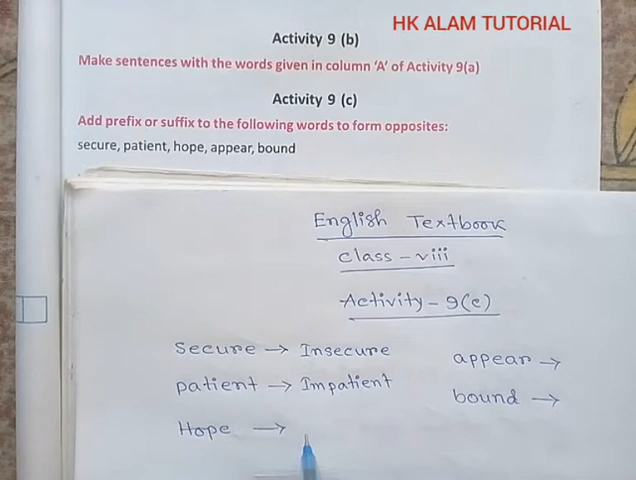 HK ALAM TUTORIAL
Activity 9 (b)
Make sentences with the words given in column ‘A’ of Activity 9(a)
Activity 9 (c)
Add prefix or suffix to the following words to form opposites:
secure, patient, hope, appear, bound
English Textbook
Class - viii
Activity - 9(c)
Secure → Insecure
patient → Impatient
Hope →
appear →
bound →